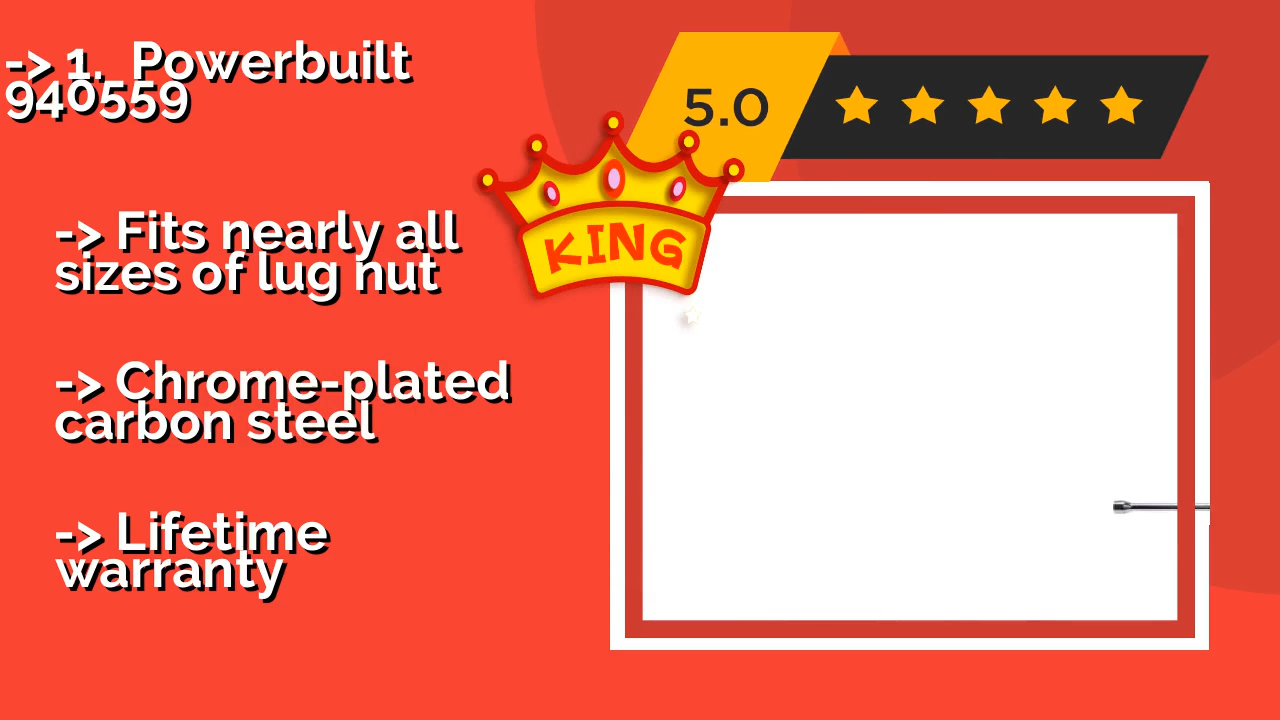 -> 1.  Powerbuilt
940559
5.0
KING
-> Fits nearly all
sizes of lug nut
-> Chrome-plated
carbon steel
-> Lifetime
warranty